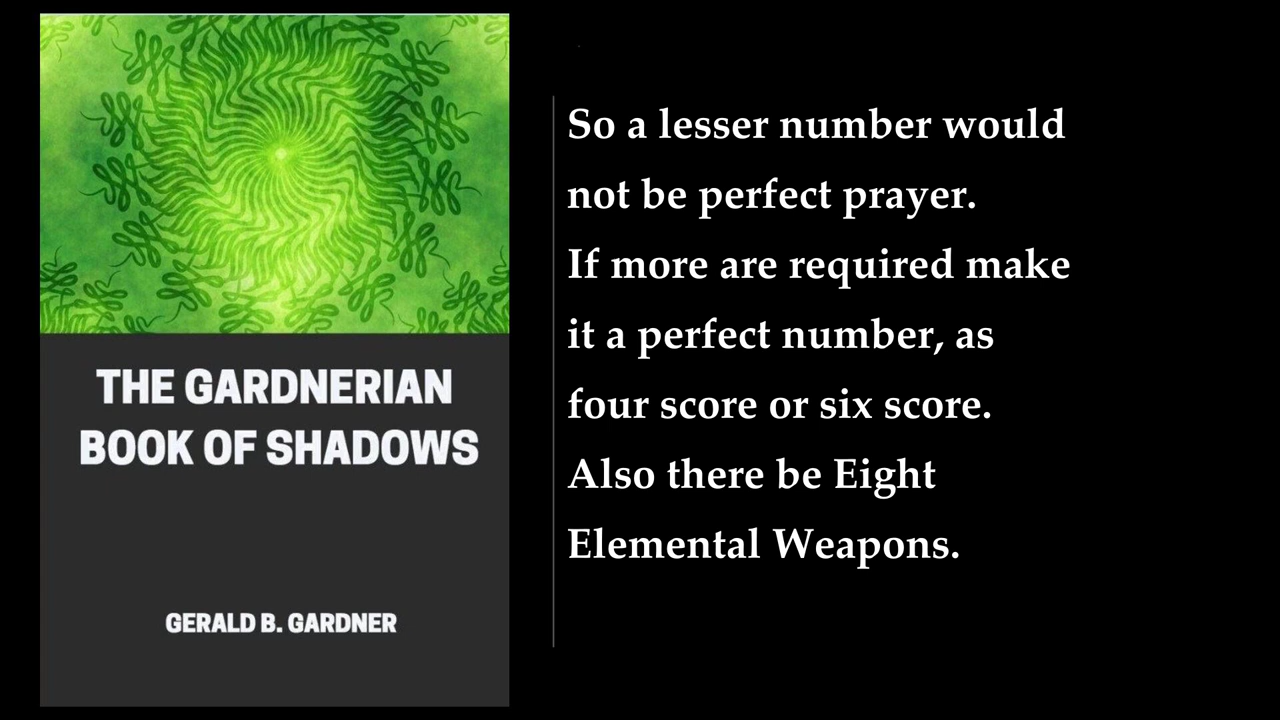 THE GARDNERIAN
BOOK OF SHADOWS
GERALD B. GARDNER
So a lesser number would
not be perfect prayer.
If more are required make
it a perfect number, as
four score or six score.
Also there be Eight
Elemental Weapons.